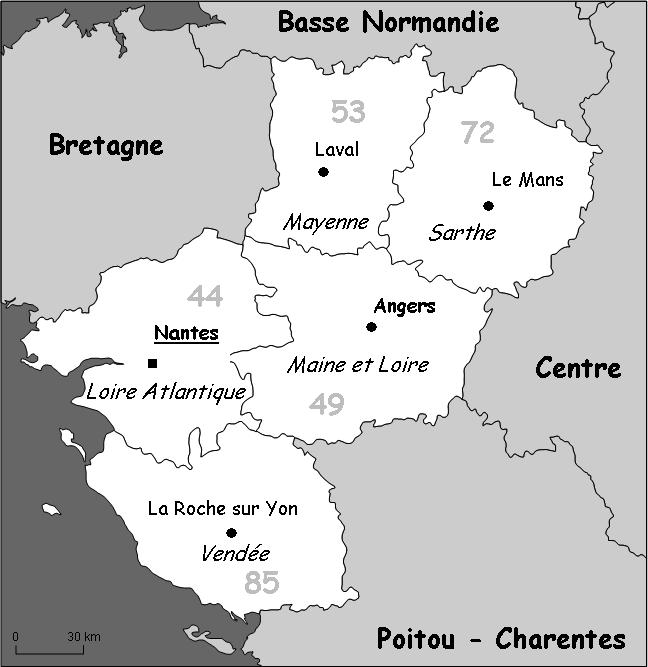 Basse Normandie
53
72
Bretagne
Laval
Le Mans
Mayenne
Sarthe
44
Angers
Nantes
Maine et Loire
Centre
Loire Atlantique
49
La Roche sur Yon
Vendée
85
0 30 km
Poitou - Charentes